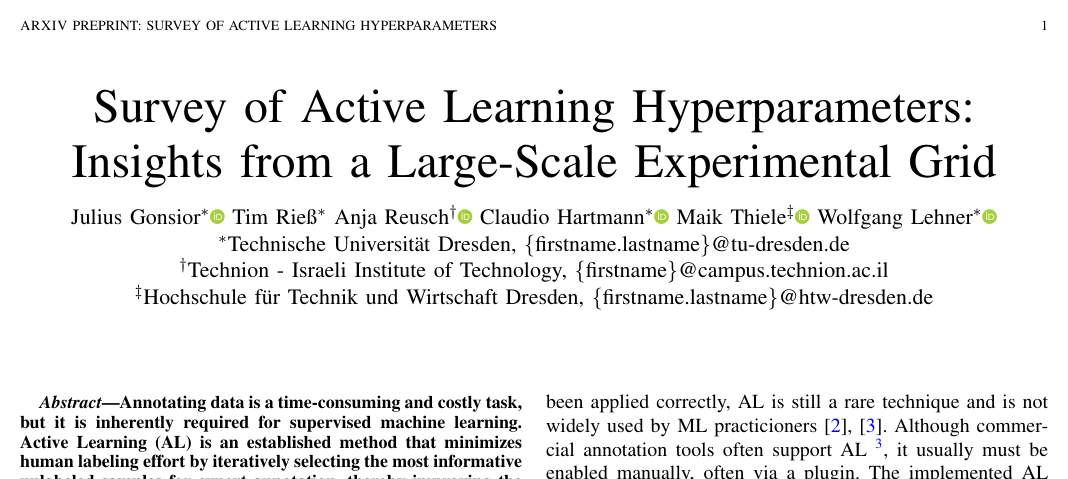 ARXIV PREPRINT: SURVEY OF ACTIVE LEARNING HYPERPARAMETERS 1
Survey of Active Learning Hyperparameters:
Insights from a Large-Scale Experimental Grid
Julius Gonsior* Tim Rieß* Anja Reusch† Claudio Hartmann* Maik Thiele‡ Wolfgang Lehner*
*Technische Universität Dresden, {firstname.lastname}@tu-dresden.de
†Technion - Israeli Institute of Technology, {firstname}@campus.technion.ac.il
‡Hochschule für Technik und Wirtschaft Dresden, {firstname.lastname}@htw-dresden.de
Abstract—Annotating data is a time-consuming and costly task,
but it is inherently required for supervised machine learning.
Active Learning (AL) is an established method that minimizes
human labeling effort by iteratively selecting the most informative
been applied correctly, AL is still a rare technique and is not
widely used by ML practicioners [2], [3]. Although commer-
cial annotation tools often support AL 3, it usually must be
enabled manually, often via a plugin. The implemented AL